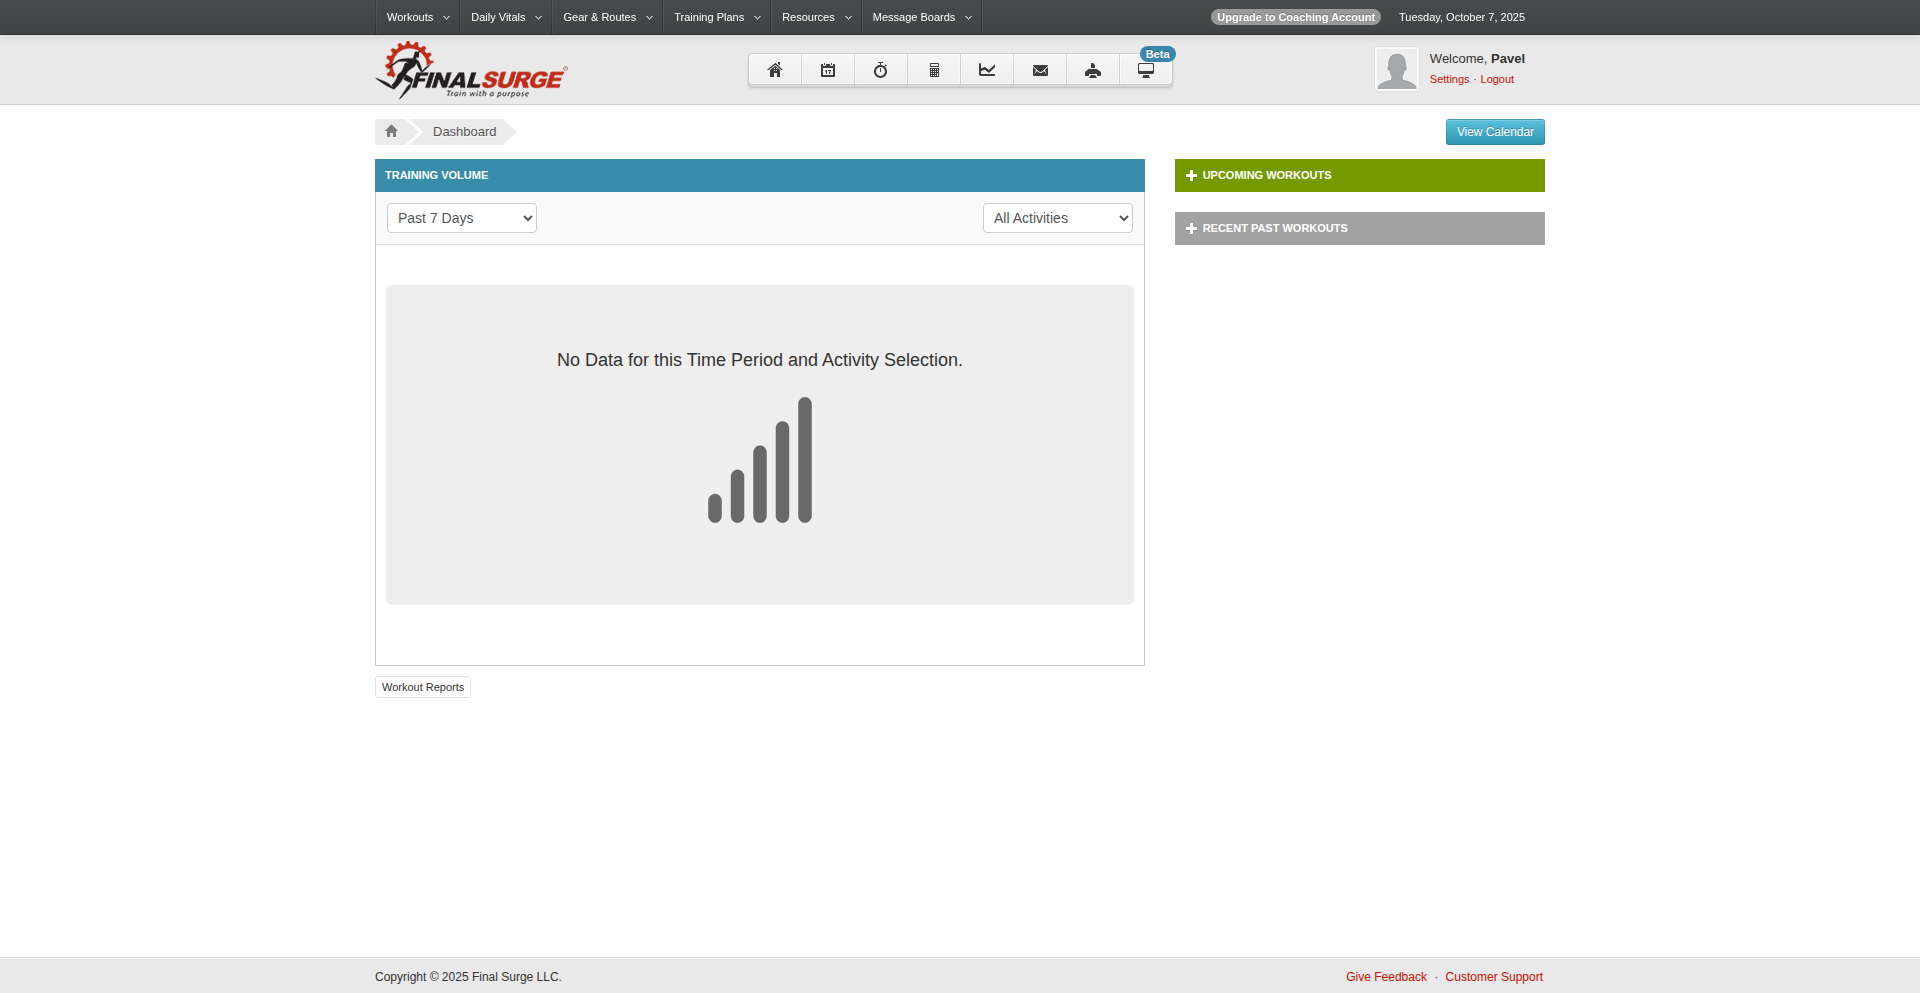 Workouts Daily Vitals Gear & Routes Training Plans Resources Message Boards Upgrade to Coaching Account Tuesday, October 7, 2025
FINALSURGE®
Train with a purpose
17
Beta
Welcome, Pavel
Settings · Logout
Dashboard
View Calendar
TRAINING VOLUME
Past 7 Days All Activities
No Data for this Time Period and Activity Selection.
Workout Reports
UPCOMING WORKOUTS
RECENT PAST WORKOUTS
Copyright © 2025 Final Surge LLC.
Give Feedback · Customer Support